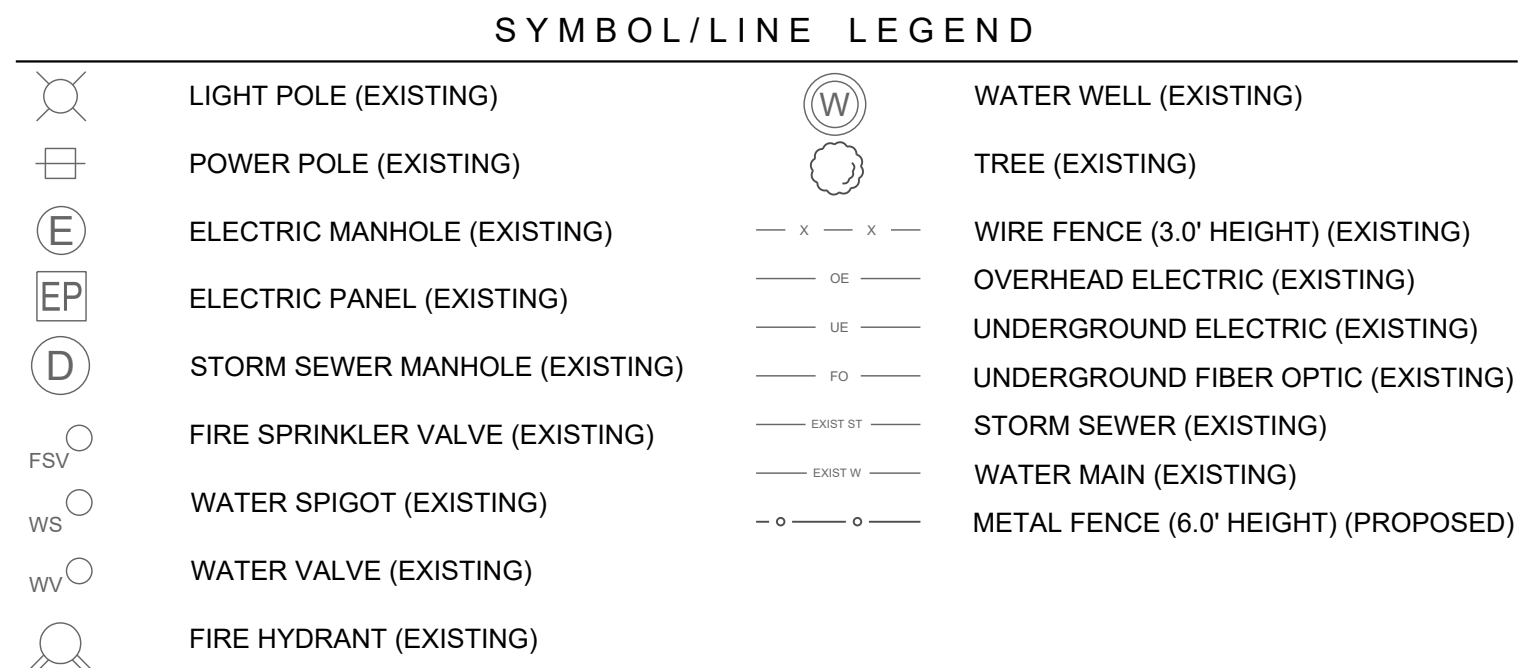 SYMBOL/LINE LEGEND
LIGHT POLE (EXISTING)
POWER POLE (EXISTING)
E ELECTRIC MANHOLE (EXISTING)
EP ELECTRIC PANEL (EXISTING)
D STORM SEWER MANHOLE (EXISTING)
FSV FIRE SPRINKLER VALVE (EXISTING)
WS WATER SPIGOT (EXISTING)
WV WATER VALVE (EXISTING)
FIRE HYDRANT (EXISTING)
W WATER WELL (EXISTING)
TREE (EXISTING)
X X WIRE FENCE (3.0' HEIGHT) (EXISTING)
OE OVERHEAD ELECTRIC (EXISTING)
UE UNDERGROUND ELECTRIC (EXISTING)
FO UNDERGROUND FIBER OPTIC (EXISTING)
EXIST ST STORM SEWER (EXISTING)
EXIST W WATER MAIN (EXISTING)
METAL FENCE (6.0' HEIGHT) (PROPOSED)